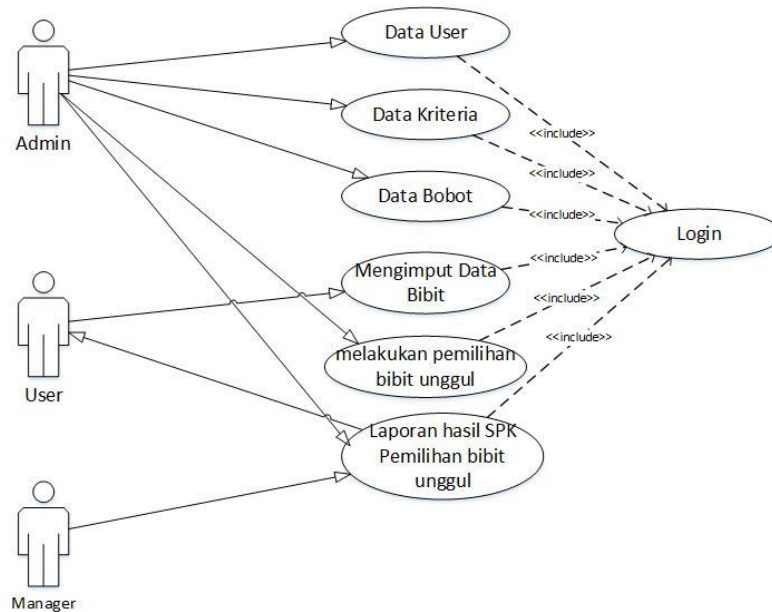 Data User
Admin
Data Kriteria
<<include>>
<<include>>
Data Bobot
<<include>>
Login
Mengimput Data
Bibit
<<include>>
User
<<include>>
melakukan pemilihan
bibit unggul
<<include>>
Laporan hasil SPK
Pemilihan bibit
unggul
Manager